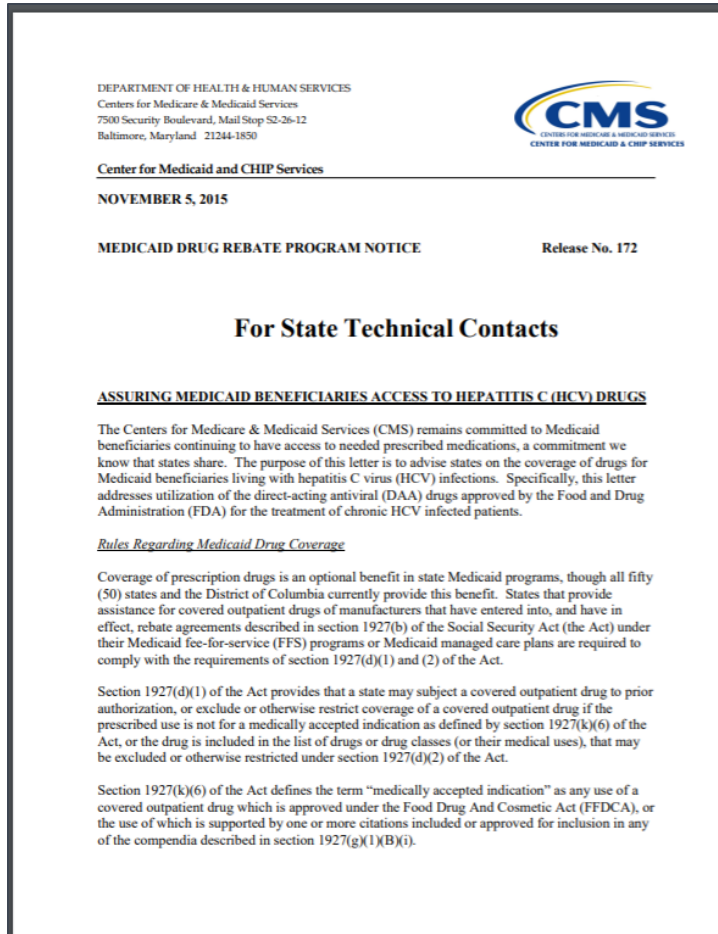 DEPARTMENT OF HEALTH & HUMAN SERVICES
Centers for Medicare & Medicaid Services
7500 Security Boulevard, Mail Stop S2-26-12
Baltimore, Maryland 21244-1850
CMS
CENTERS FOR MEDICARE & MEDICAID SERVICES
CENTER FOR MEDICAID & CHIP SERVICES
Center for Medicaid and CHIP Services
NOVEMBER 5, 2015
MEDICAID DRUG REBATE PROGRAM NOTICE Release No. 172
For State Technical Contacts
ASSURING MEDICAID BENEFICIARIES ACCESS TO HEPATITIS C (HCV) DRUGS
The Centers for Medicare & Medicaid Services (CMS) remains committed to Medicaid
beneficiaries continuing to have access to needed prescribed medications, a commitment we
know that states share. The purpose of this letter is to advise states on the coverage of drugs for
Medicaid beneficiaries living with hepatitis C virus (HCV) infections. Specifically, this letter
addresses utilization of the direct-acting antiviral (DAA) drugs approved by the Food and Drug
Administration (FDA) for the treatment of chronic HCV infected patients.
Rules Regarding Medicaid Drug Coverage
Coverage of prescription drugs is an optional benefit in state Medicaid programs, though all fifty
(50) states and the District of Columbia currently provide this benefit. States that provide
assistance for covered outpatient drugs of manufacturers that have entered into, and have in
effect, rebate agreements described in section 1927(b) of the Social Security Act (the Act) under
their Medicaid fee-for-service (FFS) programs or Medicaid managed care plans are required to
comply with the requirements of section 1927(d)(1) and (2) of the Act.
Section 1927(d)(1) of the Act provides that a state may subject a covered outpatient drug to prior
authorization, or exclude or otherwise restrict coverage of a covered outpatient drug if the
prescribed use is not for a medically accepted indication as defined by section 1927(k)(6) of the
Act, or the drug is included in the list of drugs or drug classes (or their medical uses), that may
be excluded or otherwise restricted under section 1927(d)(2) of the Act.
Section 1927(k)(6) of the Act defines the term “medically accepted indication” as any use of a
covered outpatient drug which is approved under the Food Drug And Cosmetic Act (FFDCA), or
the use of which is supported by one or more citations included or approved for inclusion in any
of the compendia described in section 1927(g)(1)(B)(i).